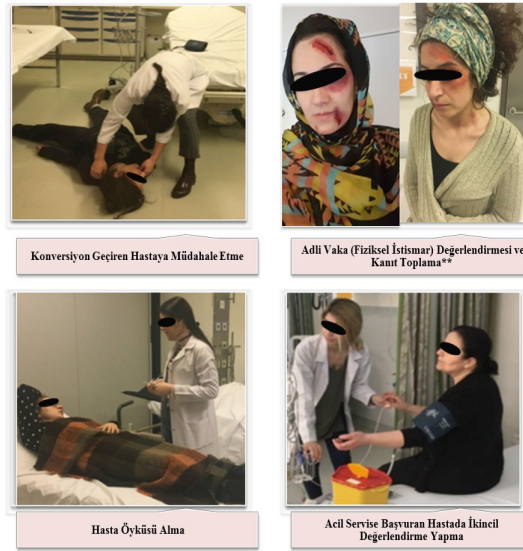 Konversiyon Geçiren Hastaya Müdahale Etme
Adli Vaka (Fiziksel İstismar) Değerlendirmesi ve
Kanıt Toplama**
Hasta Öyküsü Alma
Acil Servise Başvuran Hastada İkincil
Değerlendirme Yapma